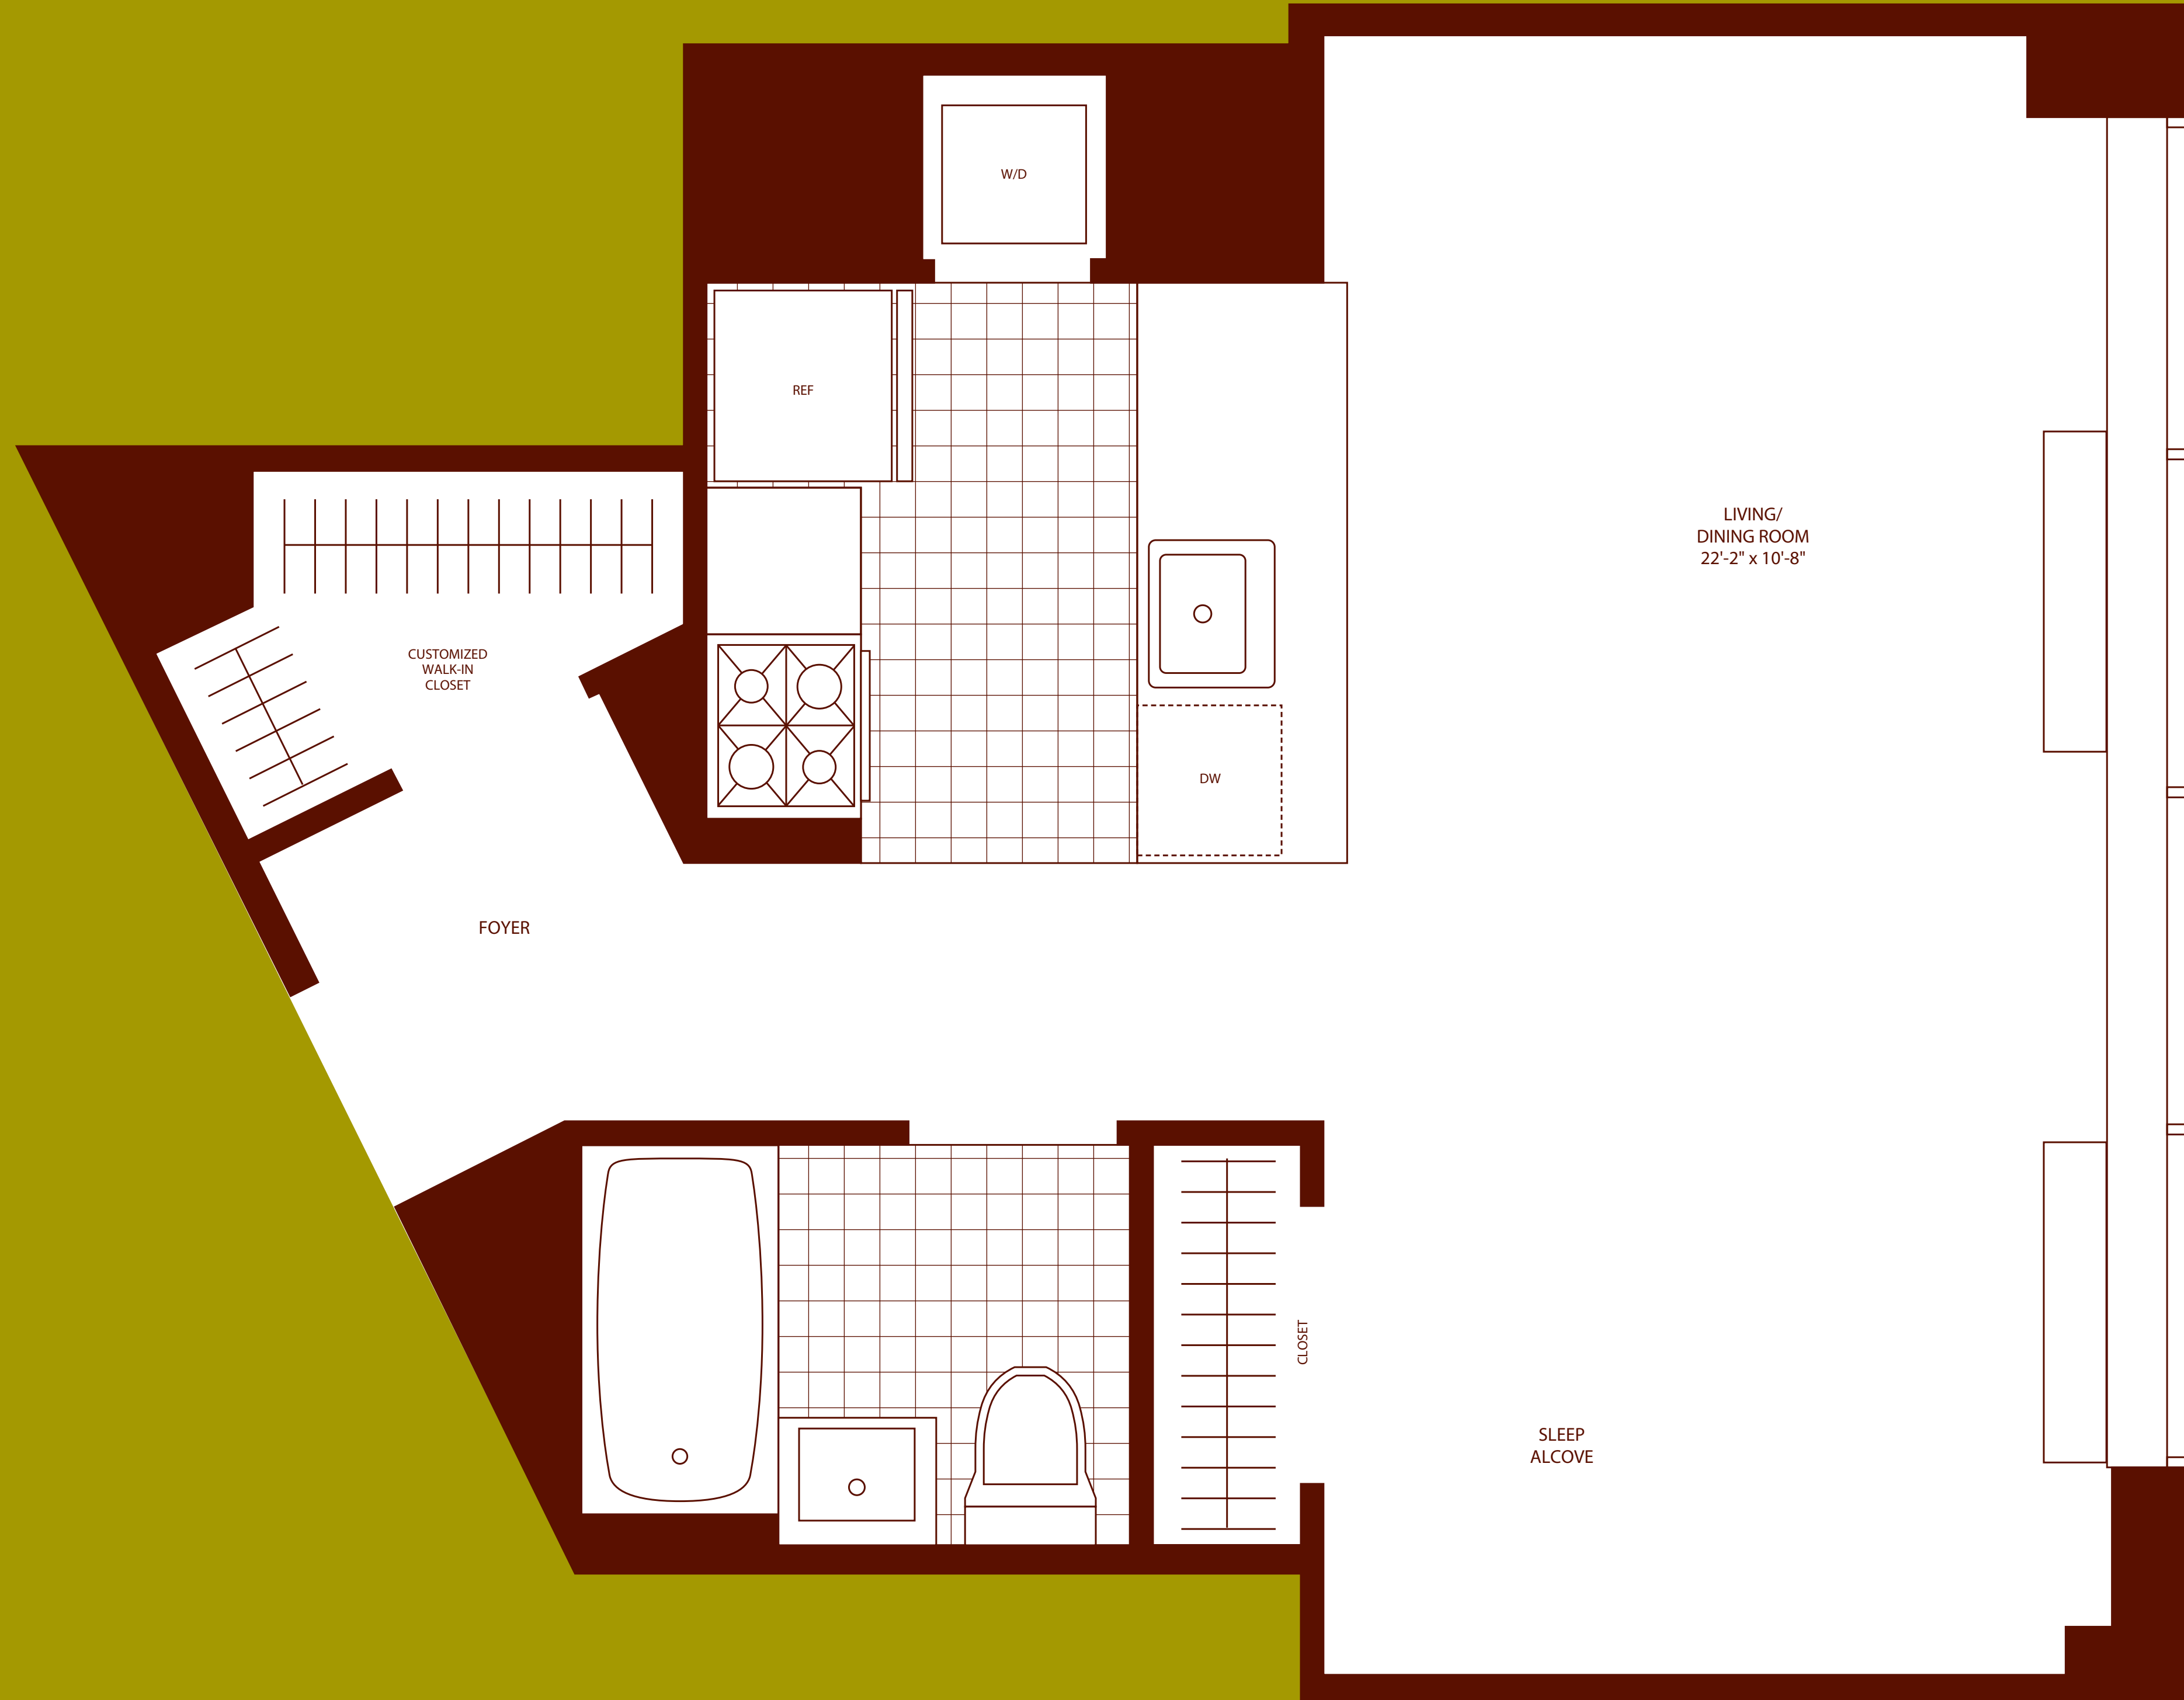 W/D
REF
LIVING/
DINING ROOM
22'-2" x 10'-8"
CUSTOMIZED
WALK-IN
CLOSET
DW
FOYER
CLOSET
SLEEP
ALCOVE